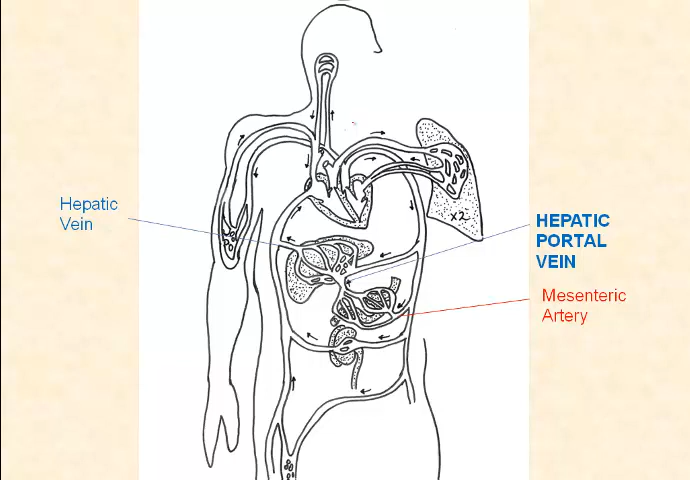 Hepatic
Vein
x2
HEPATIC
PORTAL
VEIN
Mesenteric
Artery